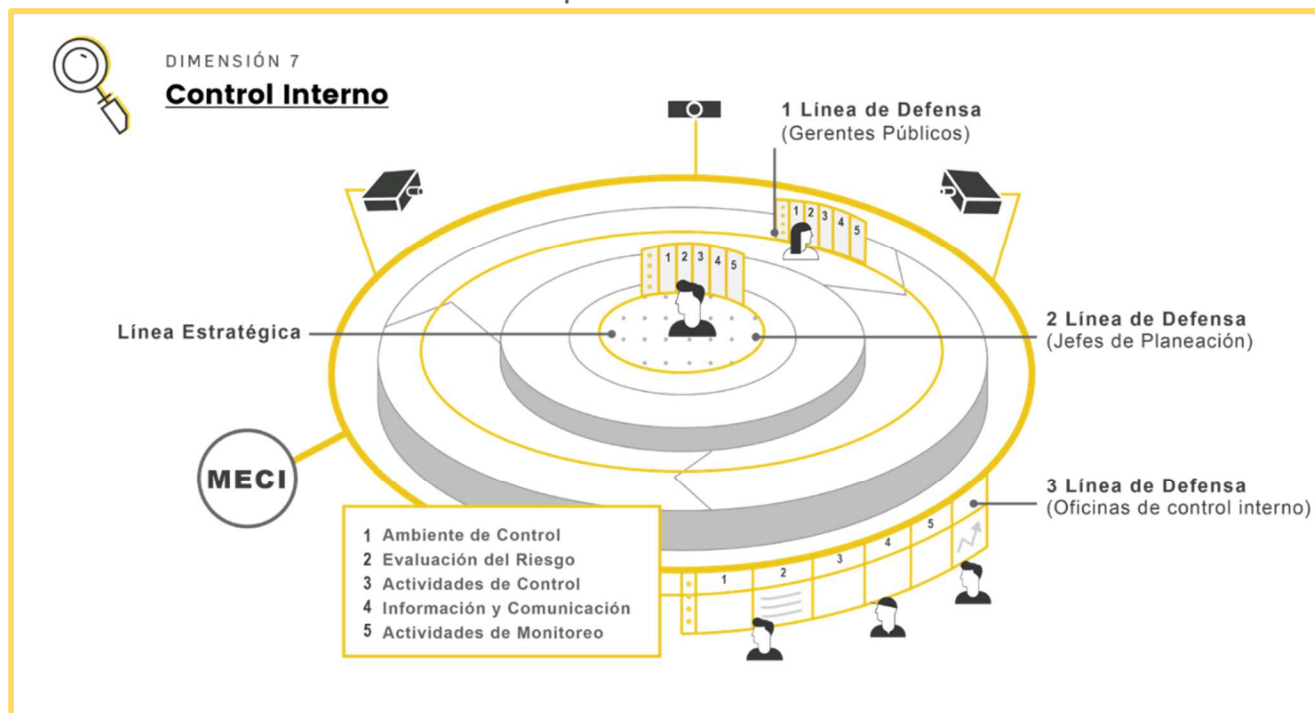 DIMENSIÓN 7
Control Interno
1 Línea de Defensa
(Gerentes Públicos)
1 2 3 4 5
1 2 3 4 5
Línea Estratégica
2 Línea de Defensa
(Jefes de Planeación)
MECI
3 Línea de Defensa
(Oficinas de control interno)
1 Ambiente de Control
2 Evaluación del Riesgo
3 Actividades de Control
4 Información y Comunicación
5 Actividades de Monitoreo
1 2 3 4 5